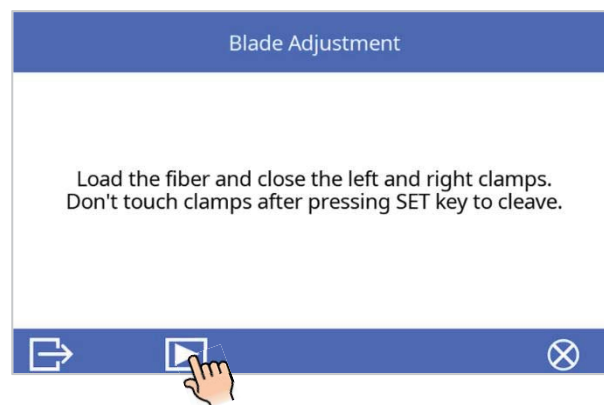 Blade Adjustment
Load the fiber and close the left and right clamps.
Don't touch clamps after pressing SET key to cleave.